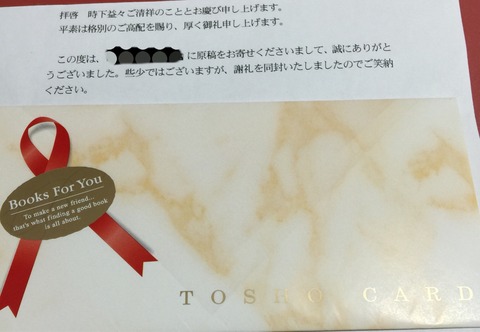 拝啓 時下益々ご清祥のこととお慶び申し上げます。
平素は格別のご高配を賜り、厚く御礼申し上げます。
この度は、
に原稿をお寄せくださいまして、誠にありがと
うございました。些少ではございますが、謝礼を同封いたしましたのでご笑納
ください。
Books For You
To make a new friend...
that's what finding a good book
is all about.
TOSHO CARD